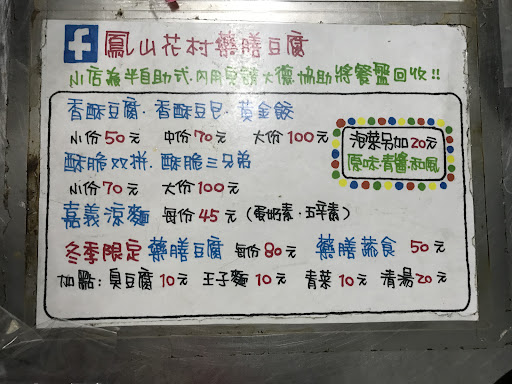 f 鳳山花村藥膳豆腐
小店為半自助式.內用完請大德協助將餐盤回收!!
香酥豆腐.香酥豆皂.黃金餃
小份50元 中份70元 大份100元
泡菜另加20元
原味.青醬.和風
酥脆双拼.酥脆三兄弟
小份70元 大份100元
嘉義涼麵 每份45元(蛋奶素.五辛素)
冬季限定 藥膳豆腐 每份80元 藥膳蔬食 50元
加點:臭豆腐10元 王子麵10元 青菜10元 清湯20元